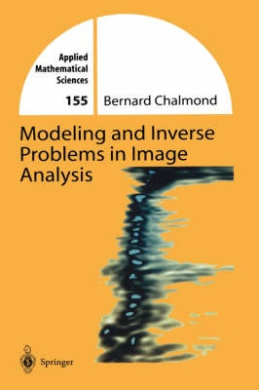 Applied
Mathematical
Sciences
155
Bernard Chalmond
Modeling and Inverse
Problems in Image
Analysis
Springer